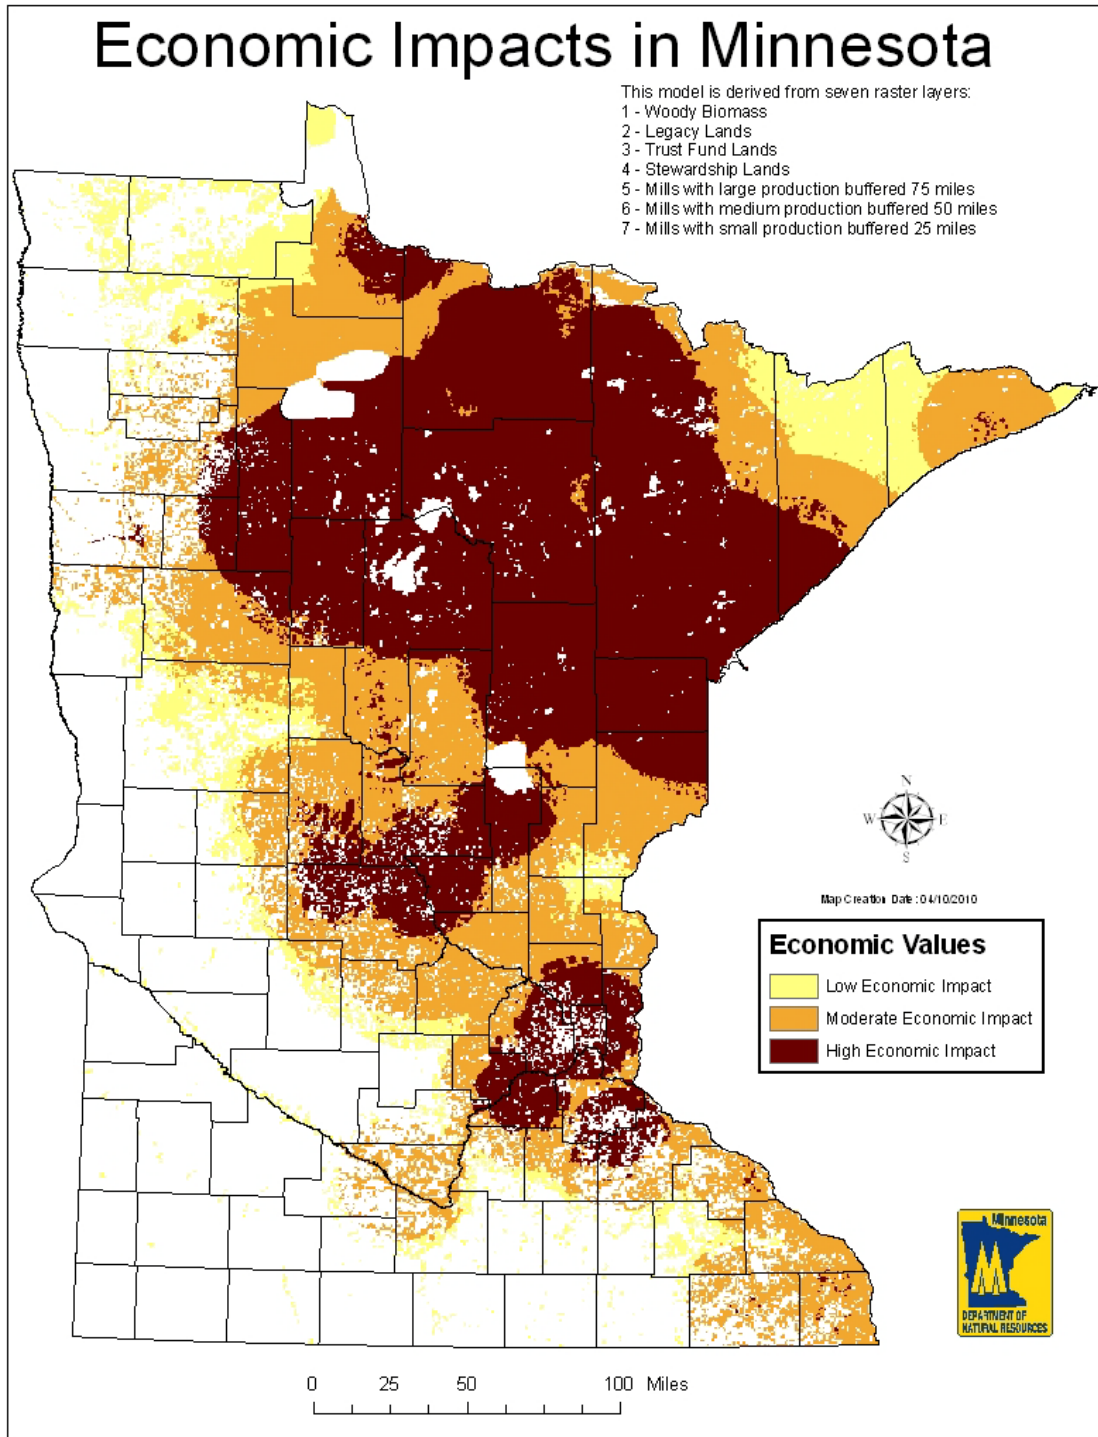 Economic Impacts in Minnesota
This model is derived from seven raster layers:
1 - Woody Biomass
2 - Legacy Lands
3 - Trust Fund Lands
4 - Stewardship Lands
5 - Mills with large production buffered 75 miles
6 - Mills with medium production buffered 50 miles
7 - Mills with small production buffered 25 miles
N
W E
S
Map Creation Date: 04/10/2010
Economic Values
Low Economic Impact
Moderate Economic Impact
High Economic Impact
Minnesota
DEPARTMENT OF
NATURAL RESOURCES
0 25 50 100 Miles